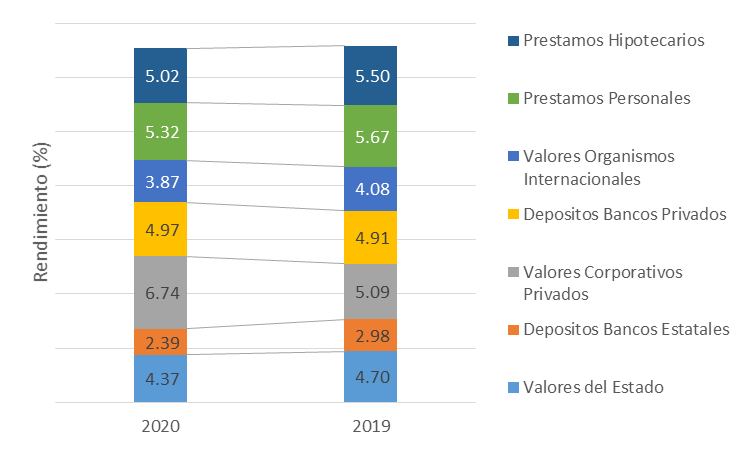 Rendimiento (%)
5.02
5.32
3.87
4.97
6.74
2.39
4.37
5.50
5.67
4.08
4.91
5.09
2.98
4.70
2020
2019
Prestamos Hipotecarios
Prestamos Personales
Valores Organismos
Internacionales
Depositos Bancos Privados
Valores Corporativos
Privados
Depositos Bancos Estatales
Valores del Estado